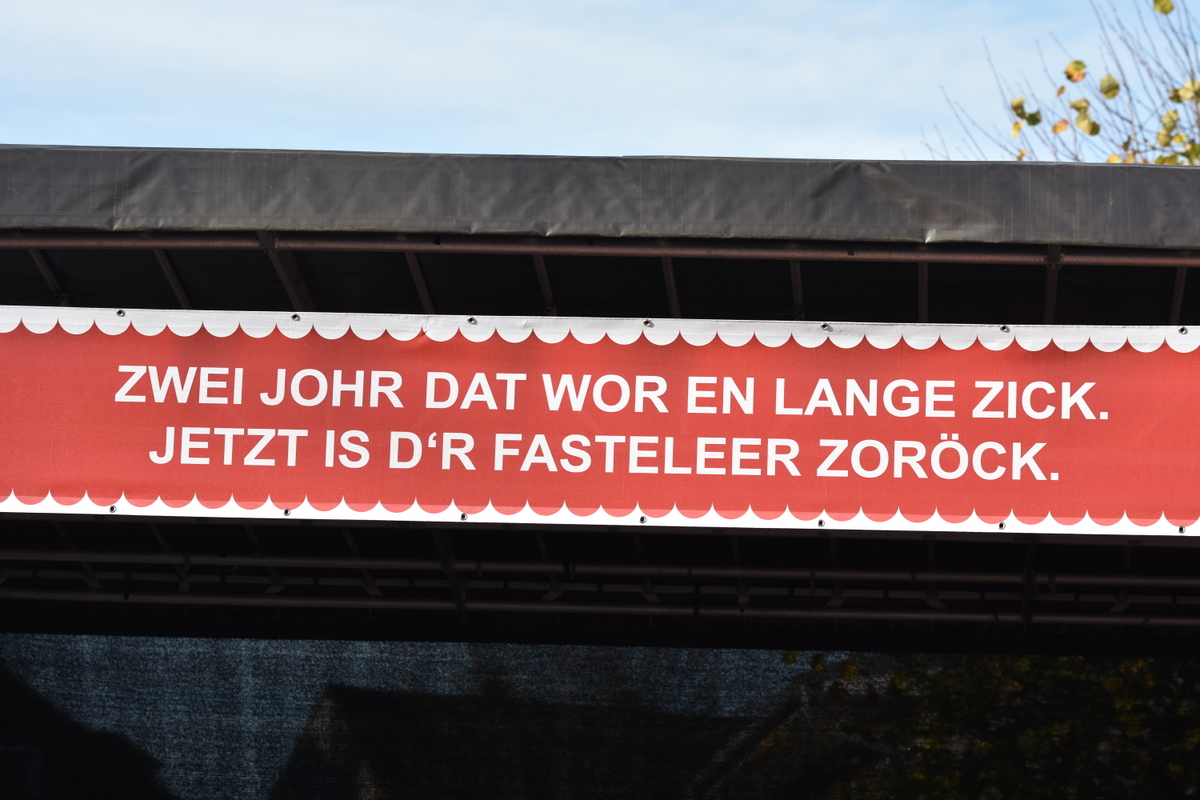 ZWEI JOHR DAT WOR EN LANGE ZICK.
JETZT IS D‘R FASTELEER ZORÖCK.